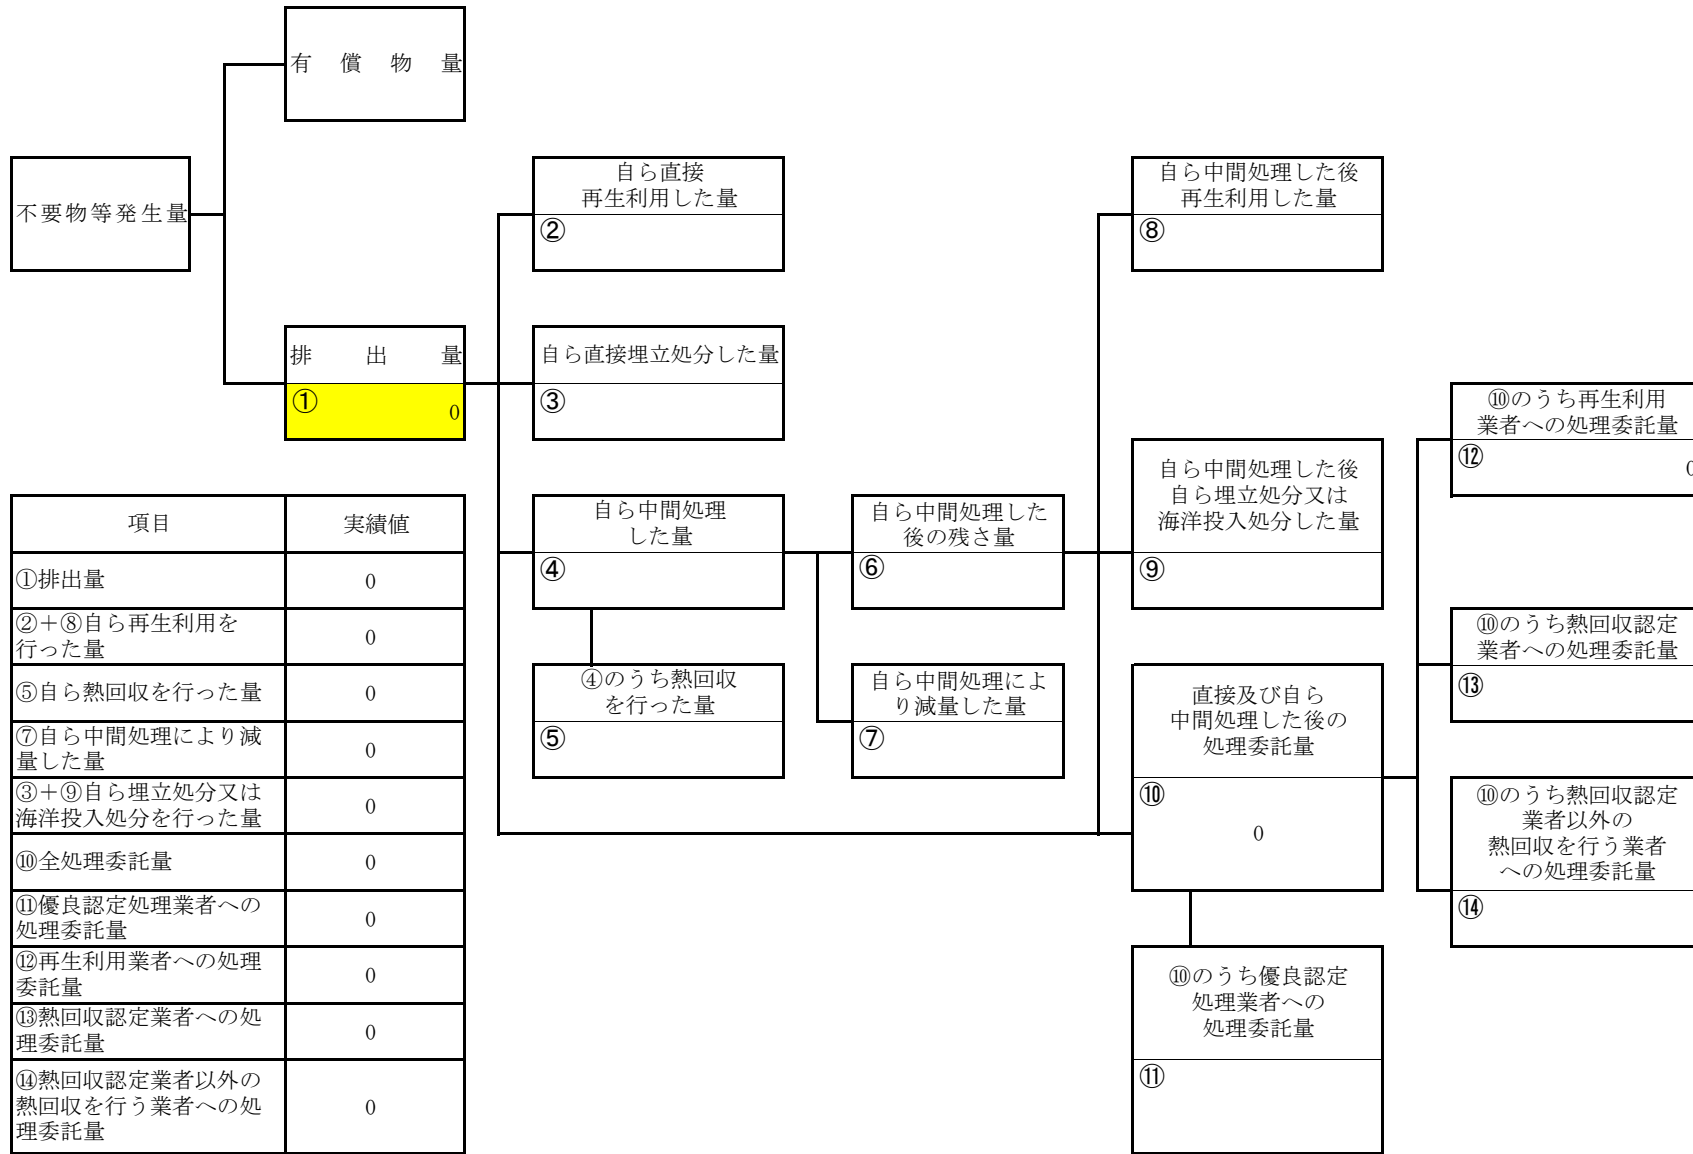 有償物量
不要物等発生量
排出量
①
0
自ら直接
再生利用した量
②
自ら直接埋立処分した量
③
自ら中間処理
した量
④
④のうち熱回収
を行った量
⑤
自ら中間処理した
後の残さ量
⑥
自ら中間処理によ
り減量した量
⑦
自ら中間処理した後
再生利用した量
⑧
自ら中間処理した後
自ら埋立処分又は
海洋投入処分した量
⑨
直接及び自ら
中間処理した後の
処理委託量
⑩
0
⑩のうち優良認定
処理業者への
処理委託量
⑪
⑩のうち再生利用
業者への処理委託量
⑫
0
⑩のうち熱回収認定
業者への処理委託量
⑬
⑩のうち熱回収認定
業者以外の
熱回収を行う業者
への処理委託量
⑭
項目 実績値
①排出量 0
②＋⑧自ら再生利用を
行った量 0
⑤自ら熱回収を行った量 0
⑦自ら中間処理により減
量した量 0
③＋⑨自ら埋立処分又は
海洋投入処分を行った量 0
⑩全処理委託量 0
⑪優良認定処理業者への
処理委託量 0
⑫再生利用業者への処理
委託量 0
⑬熱回収認定業者への処
理委託量 0
⑭熱回収認定業者以外の
熱回収を行う業者への処 0
理委託量